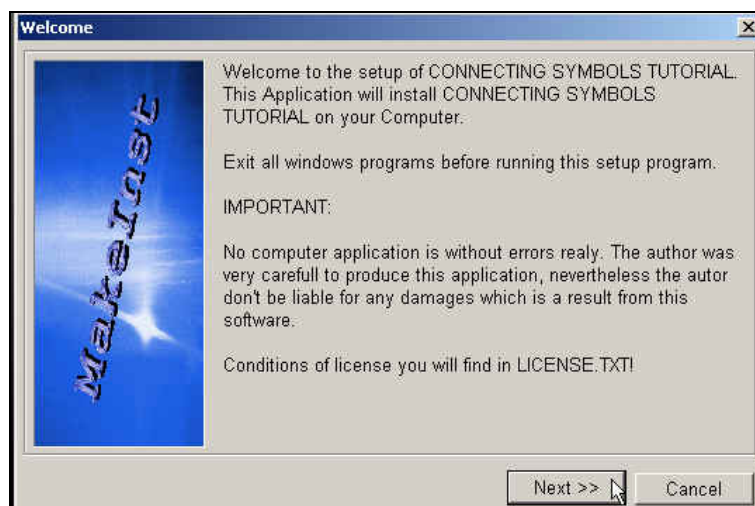 Welcome
MakeInst
Welcome to the setup of CONNECTING SYMBOLS TUTORIAL.
This Application will install CONNECTING SYMBOLS
TUTORIAL on your Computer.
Exit all windows programs before running this setup program.
IMPORTANT:
No computer application is without errors realy. The author was
very carefull to produce this application, nevertheless the autor
don't be liable for any damages which is a result from this
software.
Conditions of license you will find in LICENSE.TXT!
Next >>
Cancel